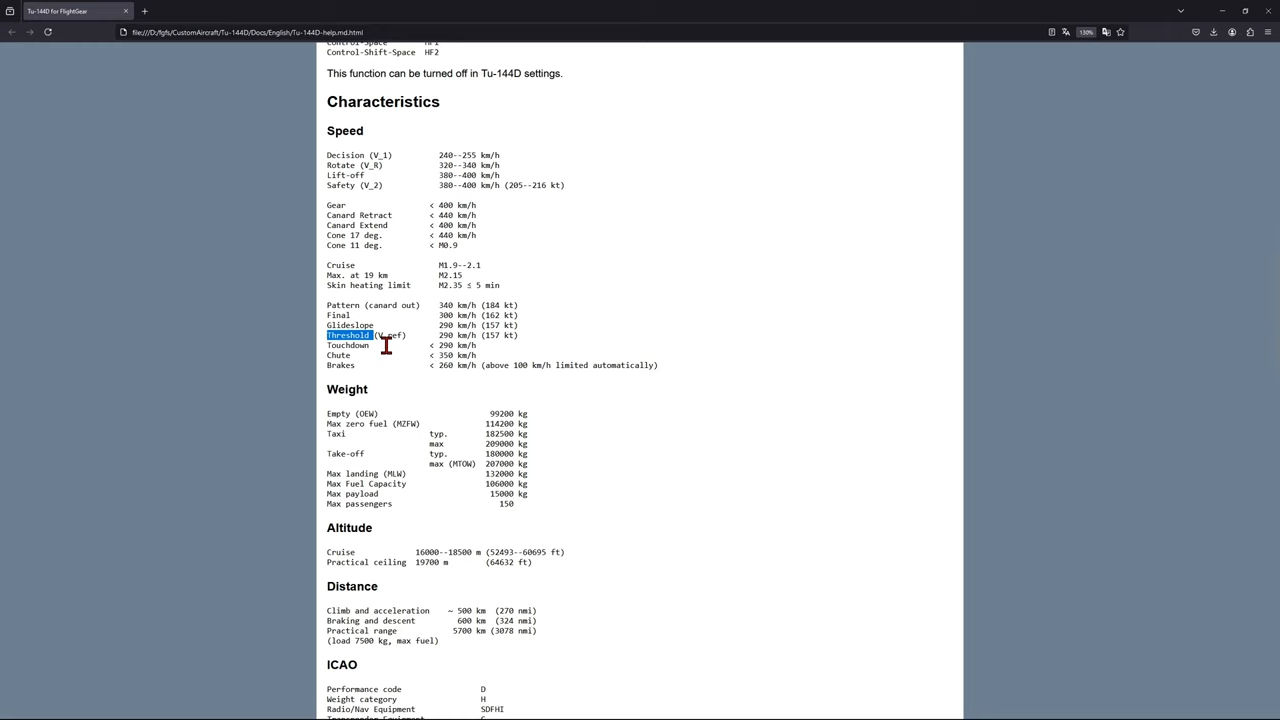 Tu-144D for FlightGear
file:///D:/fgfs/CustomAircraft/Tu-144D/Docs/English/Tu-144D-help.md.html
130%
Control-Shift-Space HF2
This function can be turned off in Tu-144D settings.
Characteristics
Speed
Decision (V_1) 240--255 km/h
Rotate (V_R) 320--340 km/h
Lift-off 380--400 km/h
Safety (V_2) 380--400 km/h (205--216 kt)
Gear < 400 km/h
Canard Retract < 440 km/h
Canard Extend < 400 km/h
Cone 17 deg. < 440 km/h
Cone 11 deg. < M0.9
Cruise M1.9--2.1
Max. at 19 km M2.15
Skin heating limit M2.35 ≤ 5 min
Pattern (canard out) 340 km/h (184 kt)
Final 300 km/h (162 kt)
Glideslope 290 km/h (157 kt)
Threshold (V_ref) 290 km/h (157 kt)
Touchdown < 290 km/h
Chute < 350 km/h
Brakes < 260 km/h (above 100 km/h limited automatically)
Weight
Empty (OEW) 99200 kg
Max zero fuel (MZFW) 114200 kg
Taxi typ. 182500 kg
max 209000 kg
Take-off typ. 180000 kg
max (MTOW) 207000 kg
Max landing (MLW) 132000 kg
Max Fuel Capacity 106000 kg
Max payload 15000 kg
Max passengers 150
Altitude
Cruise 16000--18500 m (52493--60695 ft)
Practical ceiling 19700 m (64632 ft)
Distance
Climb and acceleration ~ 500 km (270 nmi)
Braking and descent 600 km (324 nmi)
Practical range 5700 km (3078 nmi)
(load 7500 kg, max fuel)
ICAO
Performance code D
Weight category H
Radio/Nav Equipment SDFHI